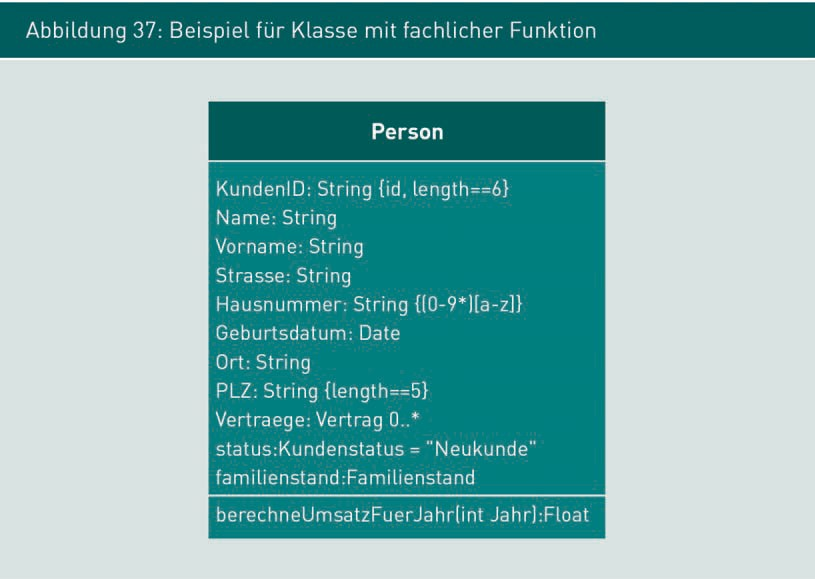 Abbildung 37: Beispiel für Klasse mit fachlicher Funktion
Person
KundenID: String {id, length==6}
Name: String
Vorname: String
Strasse: String
Hausnummer: String {(0-9*)[a-z]}
Geburtsdatum: Date
Ort: String
PLZ: String {length==5}
Vertraege: Vertrag 0..*
status:Kundenstatus = "Neukunde"
familienstand:Familienstand
berechneUmsatzFuerJahr(int Jahr):Float